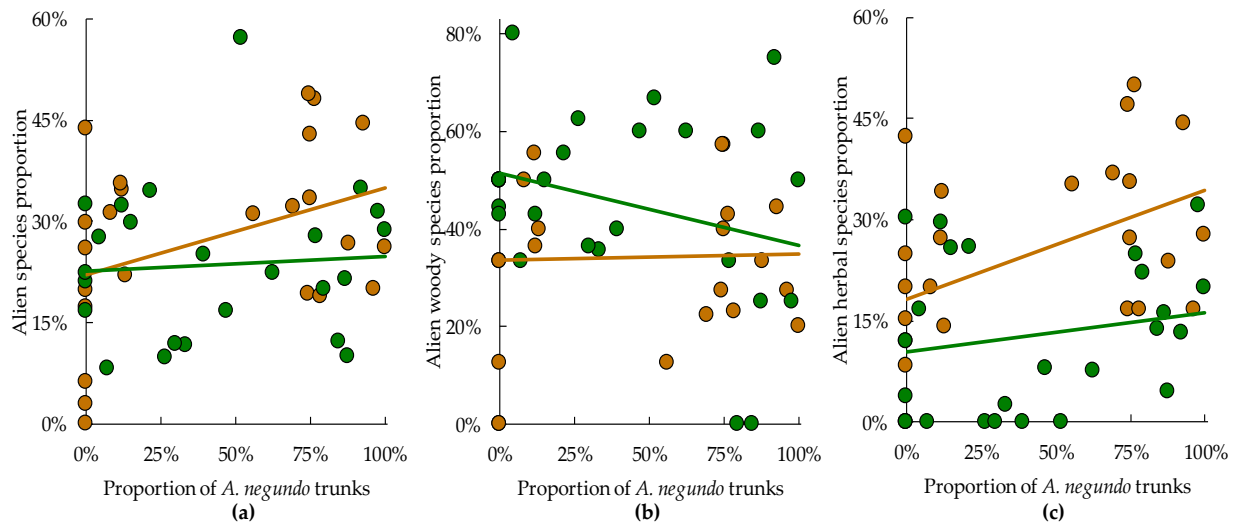 60%
45%
30%
15%
0%
Alien species proportion
0% 25% 50% 75% 100%
Proportion of A. negundo trunks
(a)
80%
60%
40%
20%
0%
Alien woody species proportion
0% 25% 50% 75% 100%
Proportion of A. negundo trunks
(b)
60%
45%
30%
15%
0%
Alien herbal species proportion
0% 25% 50% 75% 100%
Proportion of A. negundo trunks
(c)